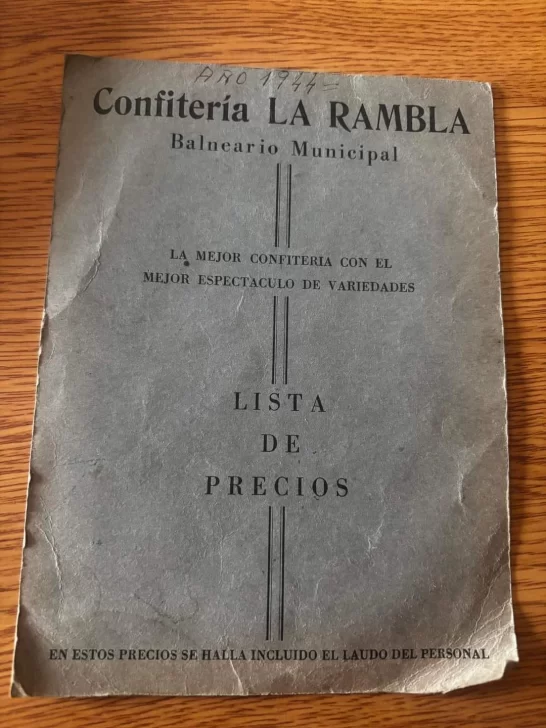 AÑO 1944=
Confitería LA RAMBLA
Balneario Municipal
LA MEJOR CONFITERIA CON EL
MEJOR ESPECTACULO DE VARIEDADES
LISTA
DE
PRECIOS
EN ESTOS PRECIOS SE HALLA INCLUIDO EL LAUDO DEL PERSONAL